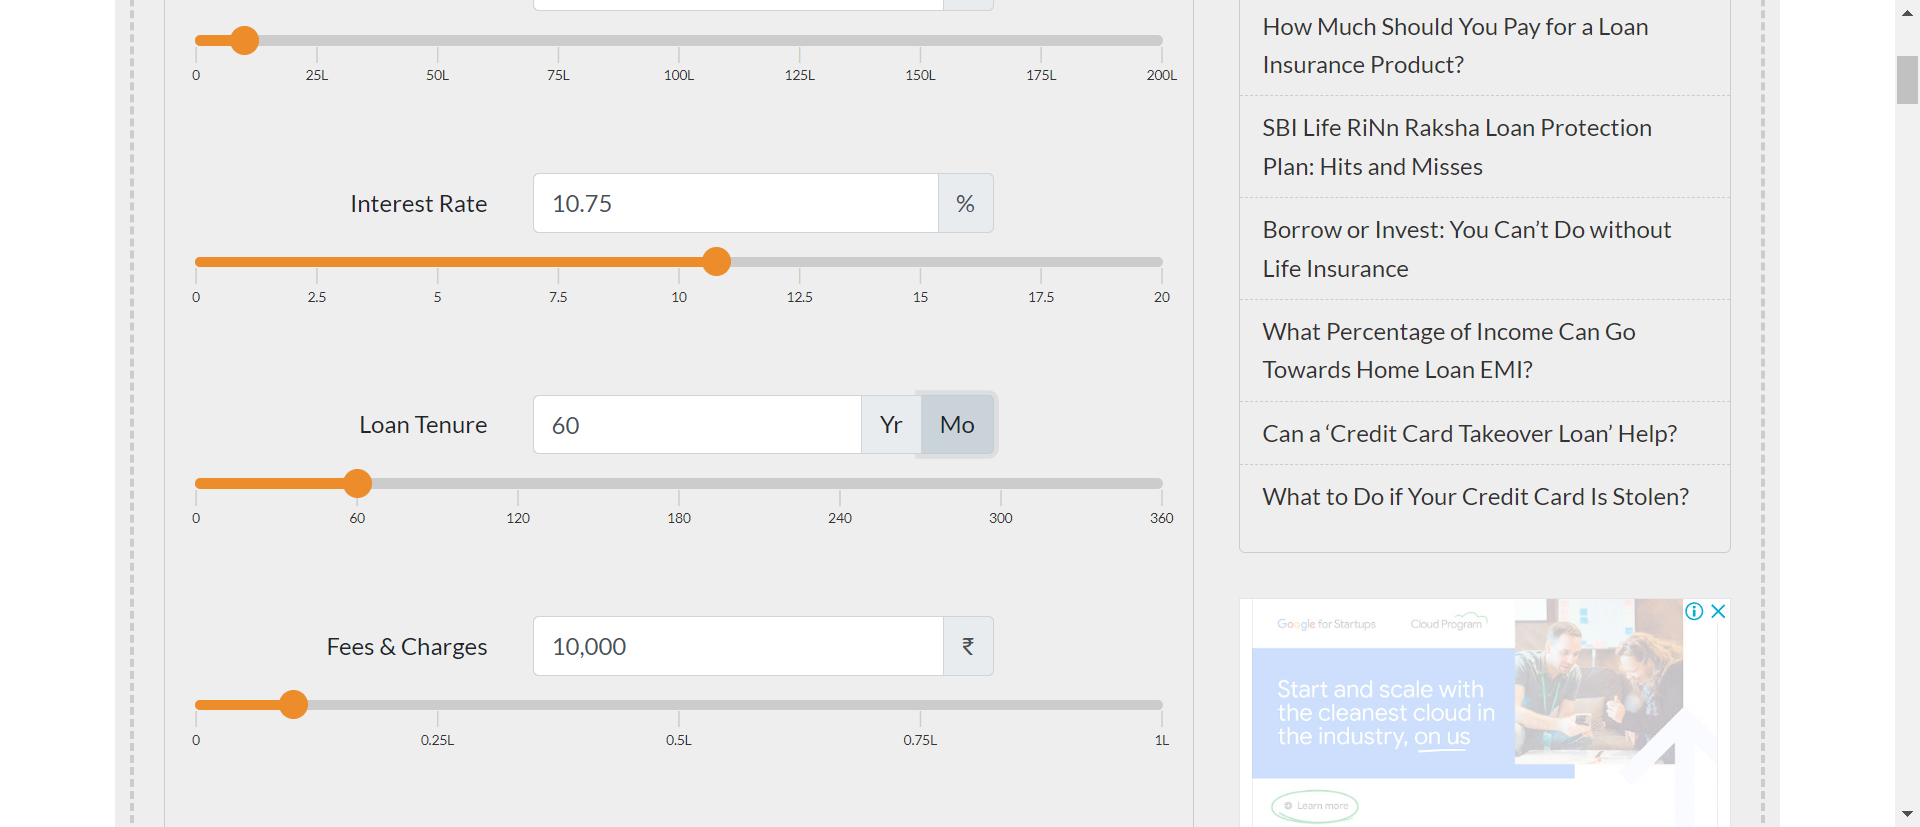 0 25L 50L 75L 100L 125L 150L 175L 200L
Interest Rate 10.75 %
0 2.5 5 7.5 10 12.5 15 17.5 20
Loan Tenure 60 Yr Mo
0 60 120 180 240 300 360
Fees & Charges 10,000 ₹
0 0.25L 0.5L 0.75L 1L
How Much Should You Pay for a Loan
Insurance Product?
SBI Life RiNn Raksha Loan Protection
Plan: Hits and Misses
Borrow or Invest: You Can’t Do without
Life Insurance
What Percentage of Income Can Go
Towards Home Loan EMI?
Can a ‘Credit Card Takeover Loan’ Help?
What to Do if Your Credit Card Is Stolen?
Google for Startups Cloud Program
Start and scale with
the cleanest cloud in
the industry, on us
Learn more